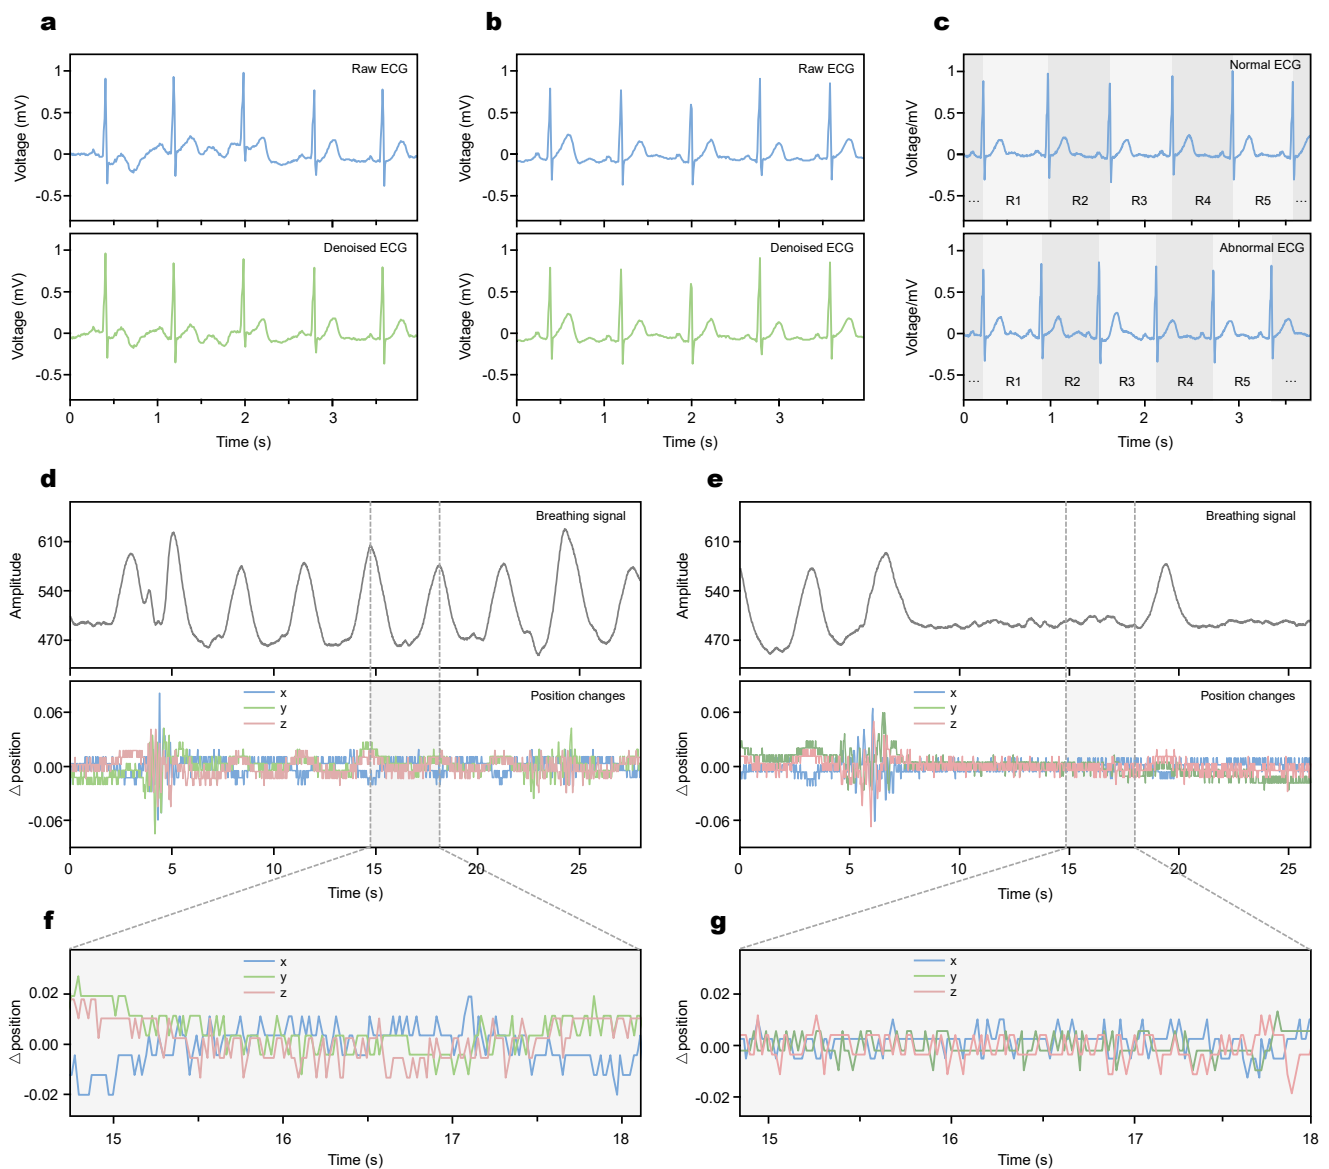 a
b
c
Raw ECG
Raw ECG
Normal ECG
Voltage (mV)
1
0.5
0
-0.5
Voltage (mV)
1
0.5
0
-0.5
Voltage/mV
1
0.5
0
-0.5
... R1 R2 R3 R4 R5 ...
Denoised ECG
Denoised ECG
Abnormal ECG
Voltage (mV)
1
0.5
0
-0.5
Voltage (mV)
1
0.5
0
-0.5
Voltage/mV
1
0.5
0
-0.5
... R1 R2 R3 R4 R5 ...
0 1 2 3
0 1 2 3
0 1 2 3
Time (s)
Time (s)
Time (s)
d
e
Breathing signal
Breathing signal
Amplitude
610
540
470
Amplitude
610
540
470
x
y
z
Position changes
x
y
z
Position changes
△position
0.06
0.00
-0.06
△position
0.06
0.00
-0.06
0 5 10 15 20 25
0 5 10 15 20 25
Time (s)
Time (s)
f
g
x
y
z
x
y
z
△position
0.02
0.00
-0.02
△position
0.02
0.00
-0.02
15 16 17 18
15 16 17 18
Time (s)
Time (s)